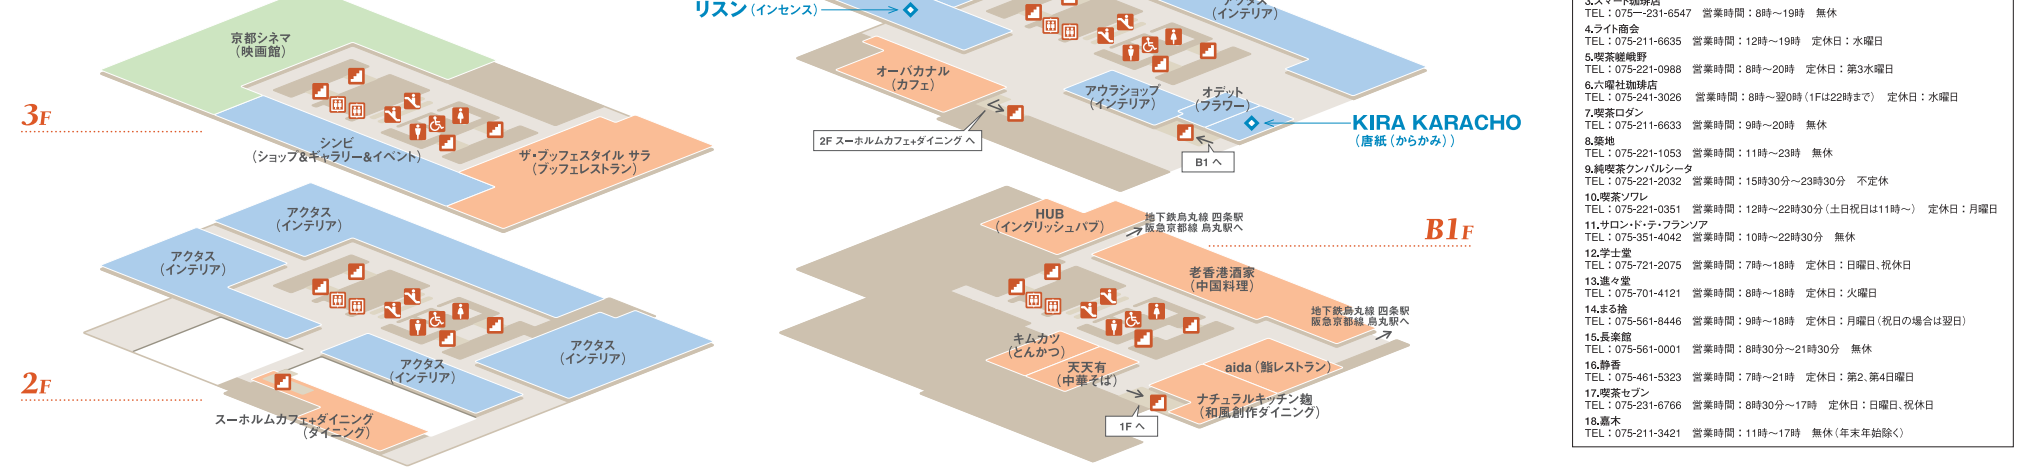 京都シネマ
（映画館）
3F
シンビ
（ショップ&ギャラリー&イベント）
ザ・ブッフェスタイル サラ
（ブッフェレストラン）
アクタス
（インテリア）
アクタス
（インテリア）
アクタス
（インテリア）
アクタス
（インテリア）
2F
スーホルムカフェ+ダイニング
（ダイニング）
リスン（インセンス）
アクタス
（インテリア）
オーバカナル
（カフェ）
アウラショップ
（インテリア）
オデット
（フラワー）
KIRA KARACHO
（唐紙（からかみ））
2F スーホルムカフェ+ダイニング へ
B1 へ
HUB
（イングリッシュパブ）
地下鉄烏丸線 四条駅
阪急京都線 烏丸駅へ
B1F
老香港酒家
（中国料理）
地下鉄烏丸線 四条駅
阪急京都線 烏丸駅へ
キムカツ
（とんかつ）
天天有
（中華そば）
aida（鮨レストラン）
ナチュラルキッチン麹
（和風創作ダイニング）
1F へ
3.スマート珈琲店
TEL：075ー-231-6547 営業時間：8時〜19時 無休
4.ライト商会
TEL：075-211-6635 営業時間：12時〜19時 定休日：水曜日
5.喫茶嵯峨野
TEL：075-221-0988 営業時間：8時〜20時 定休日：第3水曜日
6.六曜社珈琲店
TEL：075-241-3026 営業時間：8時〜翌0時（1Fは22時まで） 定休日：水曜日
7.喫茶ロダン
TEL：075-211-6633 営業時間：9時〜20時 無休
8.築地
TEL：075-221-1053 営業時間：11時〜23時 無休
9.純喫茶クンパルシータ
TEL：075-221-2032 営業時間：15時30分〜23時30分 不定休
10.喫茶ソワレ
TEL：075-221-0351 営業時間：12時〜22時30分（土日祝日は11時〜） 定休日：月曜日
11.サロン・ド・テ・フランソア
TEL：075-351-4042 営業時間：10時〜22時30分 無休
12.学士堂
TEL：075-721-2075 営業時間：7時〜18時 定休日：日曜日、祝休日
13.進々堂
TEL：075-701-4121 営業時間：8時〜18時 定休日：火曜日
14.まる捨
TEL：075-561-8446 営業時間：9時〜18時 定休日：月曜日（祝日の場合は翌日）
15.長楽館
TEL：075-561-0001 営業時間：8時30分〜21時30分 無休
16.静香
TEL：075-461-5323 営業時間：7時〜21時 定休日：第2、第4日曜日
17.喫茶セブン
TEL：075-231-6766 営業時間：8時30分〜17時 定休日：日曜日、祝休日
18.嘉木
TEL：075-211-3421 営業時間：11時〜17時 無休（年末年始除く）